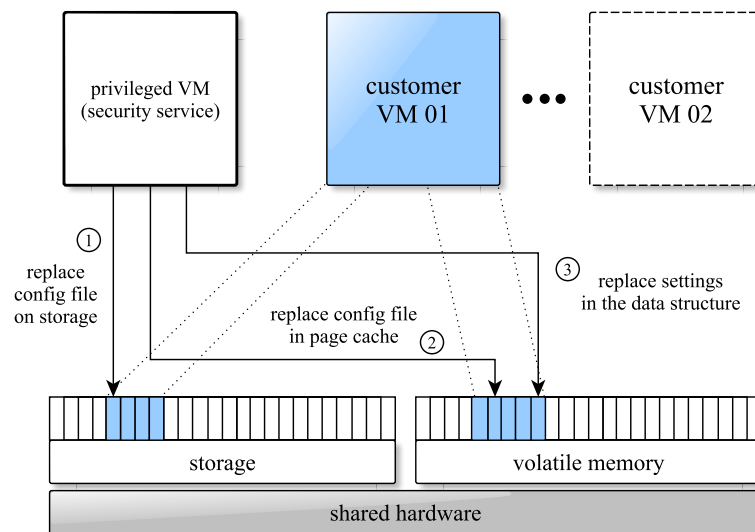 privileged VM
(security service)
customer
VM 01
customer
VM 02
1
replace
config file
on storage
replace config file
in page cache
2
3
replace settings
in the data structure
storage
volatile memory
shared hardware